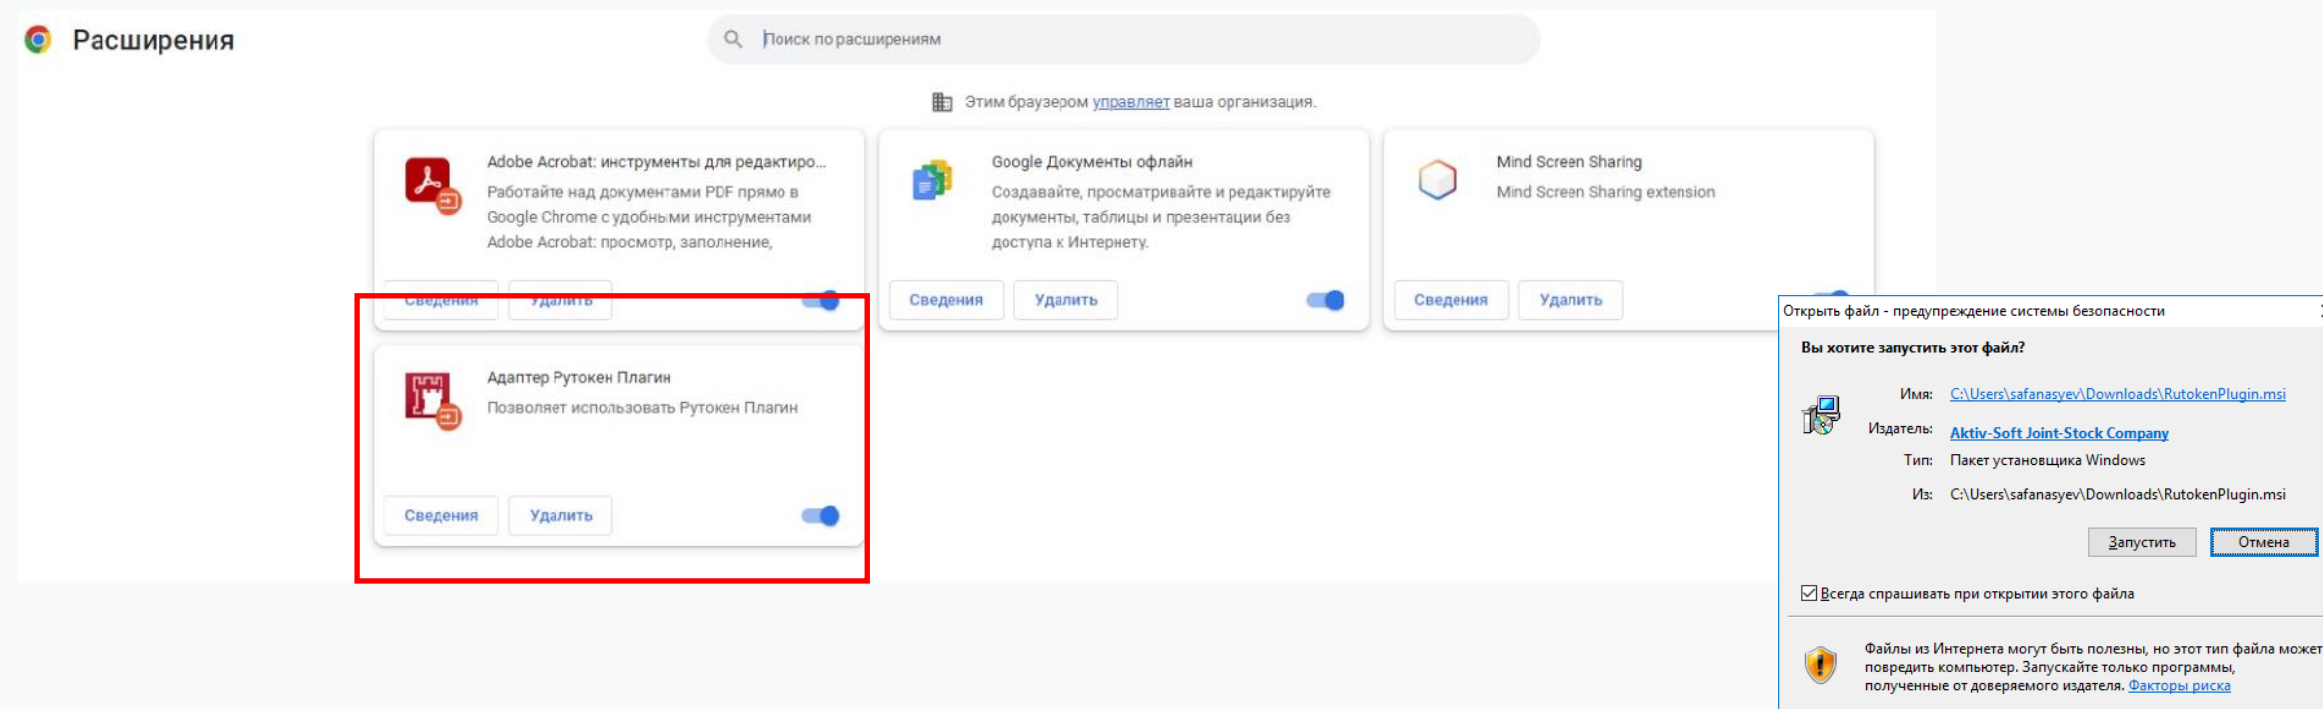 Расширения
Поиск по расширениям
Этим браузером управляет ваша организация.
Adobe Acrobat: инструменты для редактиро...
Работайте над документами PDF прямо в
Google Chrome с удобными инструментами
Adobe Acrobat: просмотр, заполнение,
Сведения
Удалить
Google Документы офлайн
Создавайте, просматривайте и редактируйте
документы, таблицы и презентации без
доступа к Интернету.
Сведения
Удалить
Mind Screen Sharing
Mind Screen Sharing extension
Сведения
Удалить
Адаптер Рутокен Плагин
Позволяет использовать Рутокен Плагин
Сведения
Удалить
Открыть файл - предупреждение системы безопасности
Вы хотите запустить этот файл?
Имя: C:\Users\safanasyev\Downloads\RutokenPlugin.msi
Издатель: Aktiv-Soft Joint-Stock Company
Тип: Пакет установщика Windows
Из: C:\Users\safanasyev\Downloads\RutokenPlugin.msi
Запустить
Отмена
Всегда спрашивать при открытии этого файла
Файлы из Интернета могут быть полезны, но этот тип файла может
повредить компьютер. Запускайте только программы,
полученные от доверяемого издателя. Факторы риска